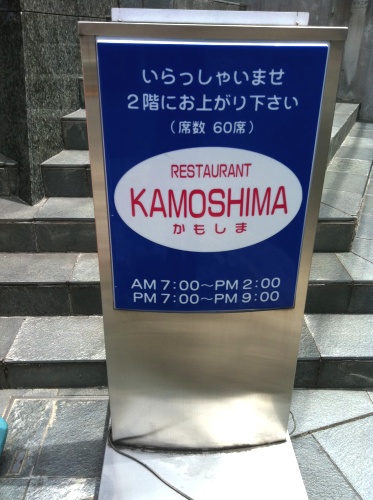 いらっしゃいませ
2階にお上がり下さい
(席数 60席)
RESTAURANT
KAMOSHIMA
かもしま
AM 7:00～PM 2:00
PM 7:00～PM 9:00